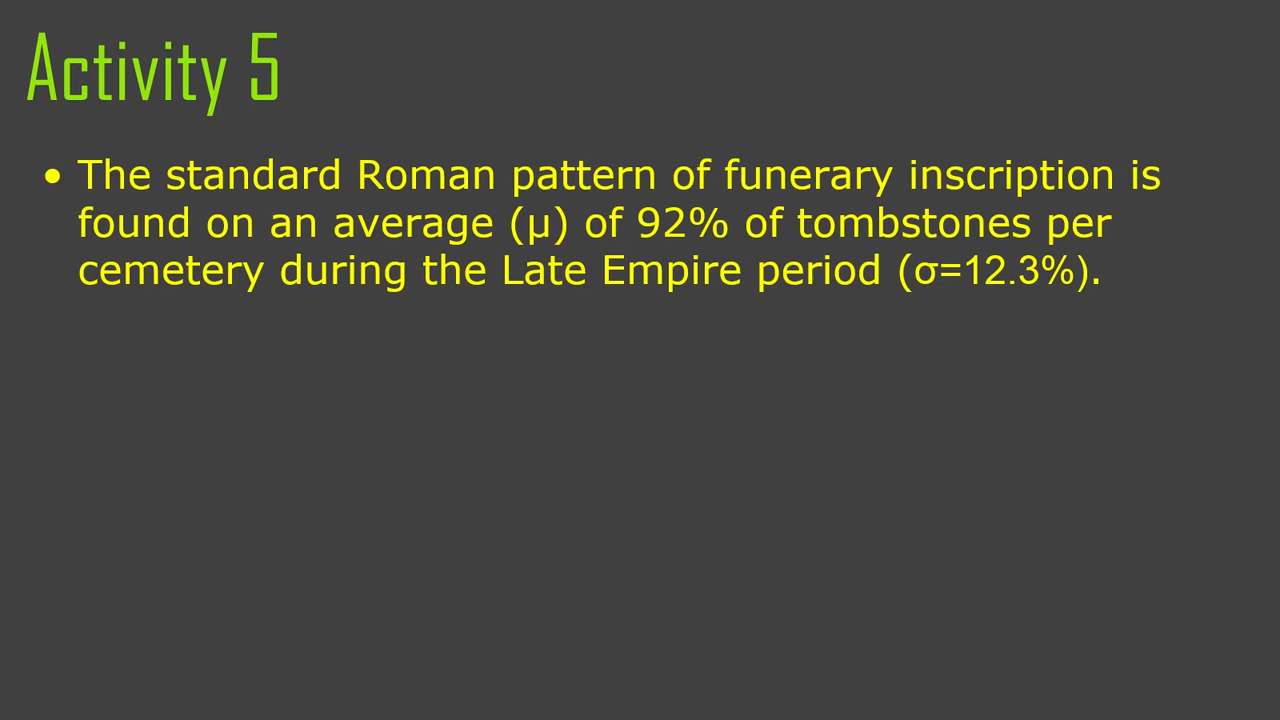 Activity 5
• The standard Roman pattern of funerary inscription is
found on an average (μ) of 92% of tombstones per
cemetery during the Late Empire period (σ=12.3%).